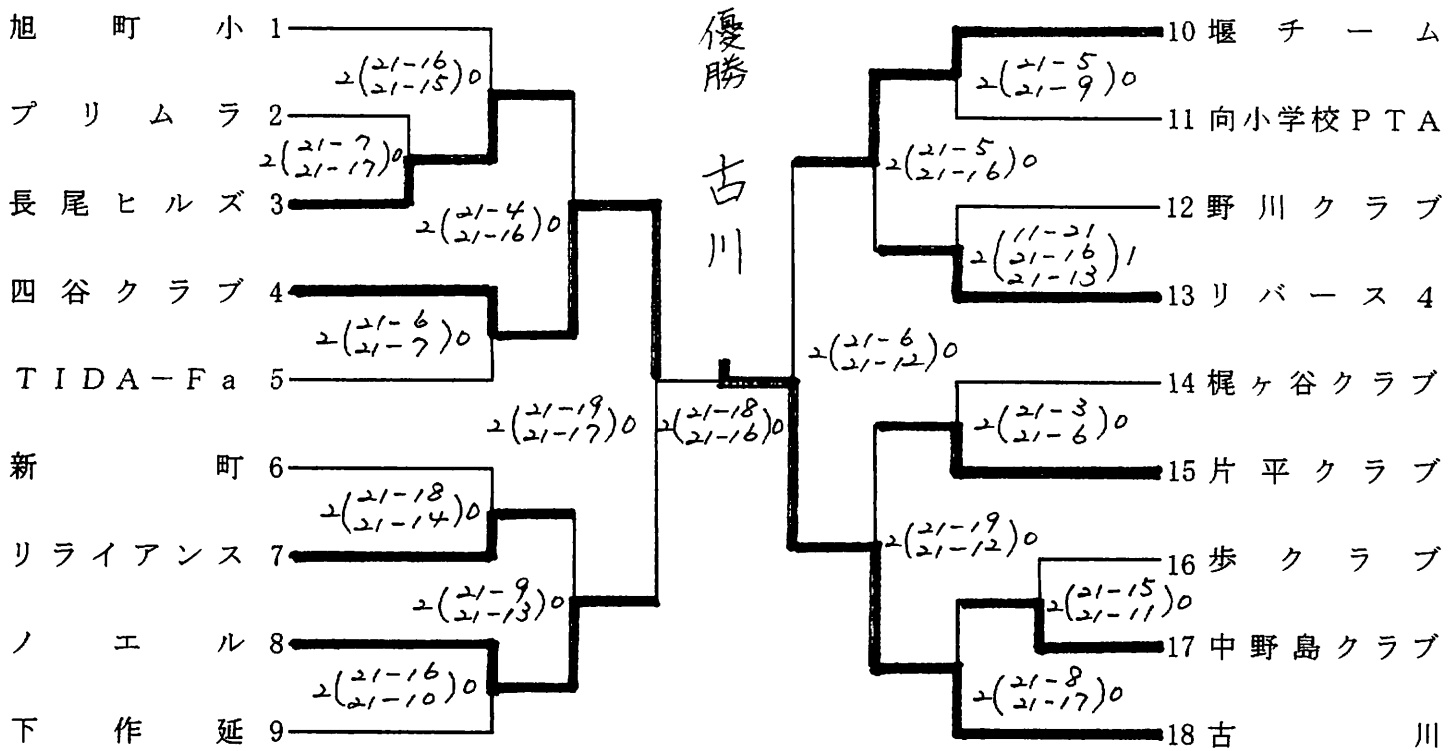 旭町小 1
2(21-16 21-15)0
プリムラ 2
2(21-7 21-17)0
長尾ヒルズ 3
2(21-4 21-16)0
四谷クラブ 4
2(21-6 21-7)0
TIDA-Fa 5
2(21-19 21-17)0
新町 6
2(21-18 21-14)0
リライアンス 7
2(21-9 21-13)0
ノエル 8
2(21-16 21-10)0
下作延 9
優勝 古川
2(21-18 21-16)0
10 堰チーム
2(21-5 21-9)0
11 向小学校PTA
2(21-5 21-16)0
12 野川クラブ
2(11-21 21-16 21-13)1
13 リバース4
2(21-6 21-12)0
14 梶ヶ谷クラブ
2(21-3 21-6)0
15 片平クラブ
2(21-19 21-12)0
16 歩クラブ
2(21-15 21-11)0
17 中野島クラブ
2(21-8 21-17)0
18 古川